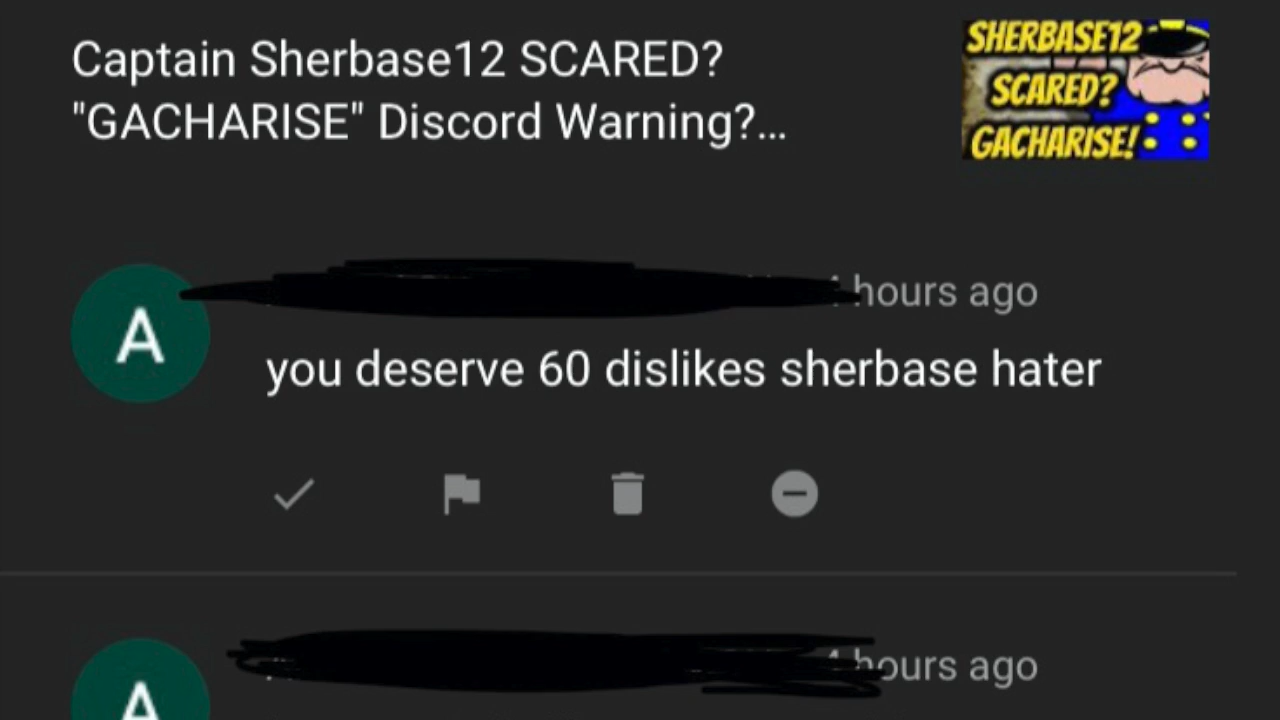 Captain Sherbase12 SCARED?
"GACHARISE" Discord Warning?...
SHERBASE12
SCARED?
GACHARISE!
hours ago
A
you deserve 60 dislikes sherbase hater
4 hours ago
A